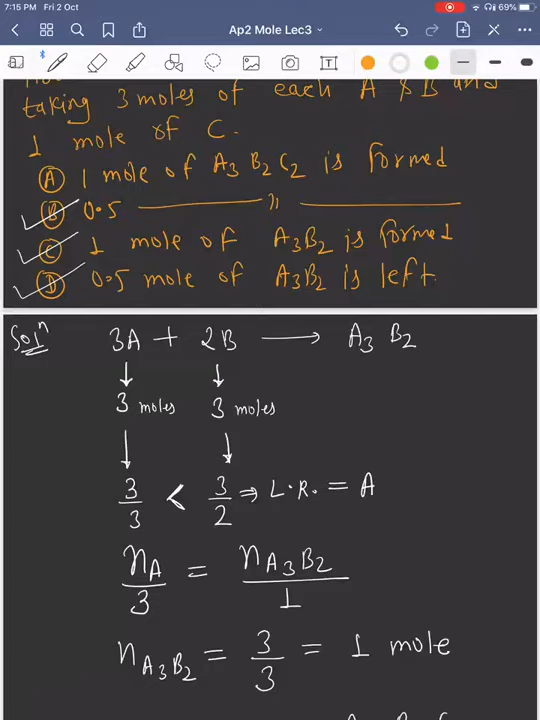 7:15 PM Fri 2 Oct
69%
Ap2 Mole Lec3
T
taking 3 moles of each A & B and
1 mole of C.
(A) 1 mole of A3 B2 C2 is formed
(B) 0.5 ——— 〃 ———
(C) 1 mole of A3B2 is formed
(D) 0.5 mole of A3B2 is left.
Solⁿ 3A + 2B ⟶ A3 B2
↓ ↓
3 moles 3 moles
↓ ↓
3/3 < 3/2 ⇒ L.R. = A
nA/3 = nA3B2/1
nA3B2 = 3/3 = 1 mole